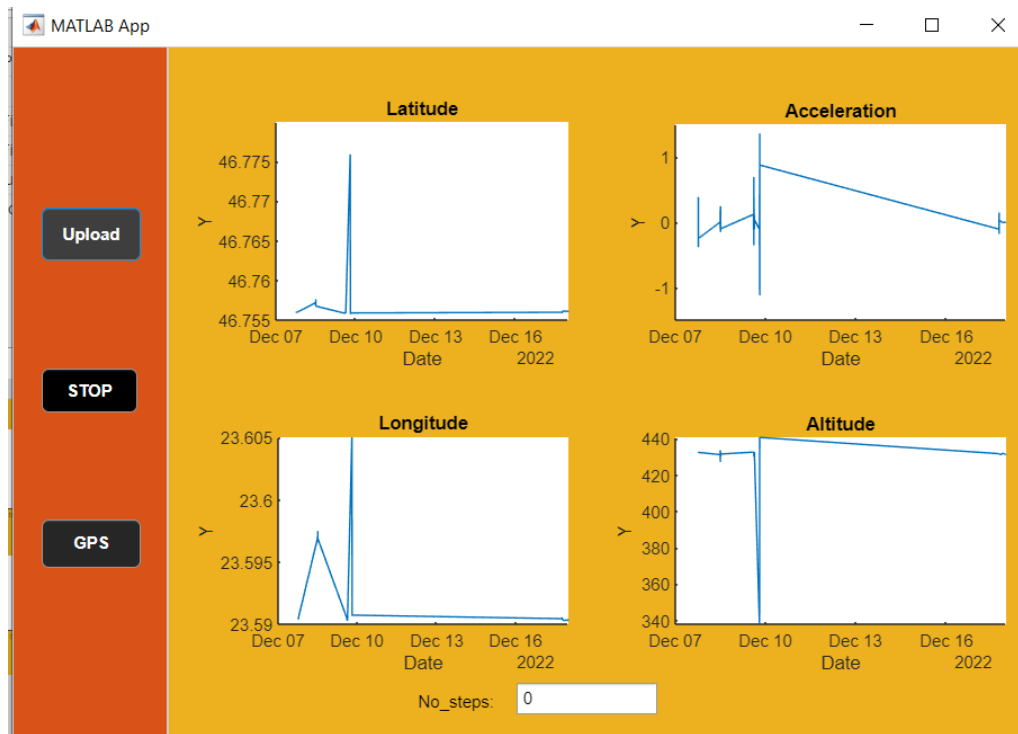 MATLAB App
Upload
STOP
GPS
Latitude
46.775
46.77
46.765
46.76
46.755
Y
Dec 07 Dec 10 Dec 13 Dec 16
Date 2022
Acceleration
1
0
-1
Y
Dec 07 Dec 10 Dec 13 Dec 16
Date 2022
Longitude
23.605
23.6
23.595
23.59
Y
Dec 07 Dec 10 Dec 13 Dec 16
Date 2022
Altitude
440
420
400
380
360
340
Y
Dec 07 Dec 10 Dec 13 Dec 16
Date 2022
No_steps: 0